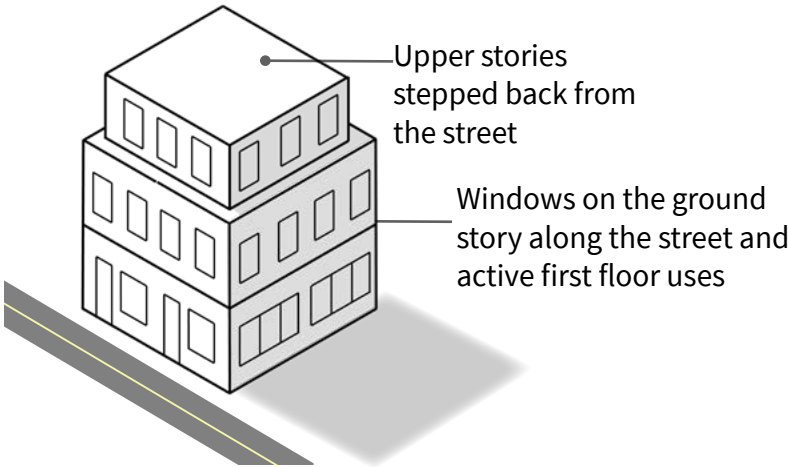 Upper stories
stepped back from
the street
Windows on the ground
story along the street and
active first floor uses